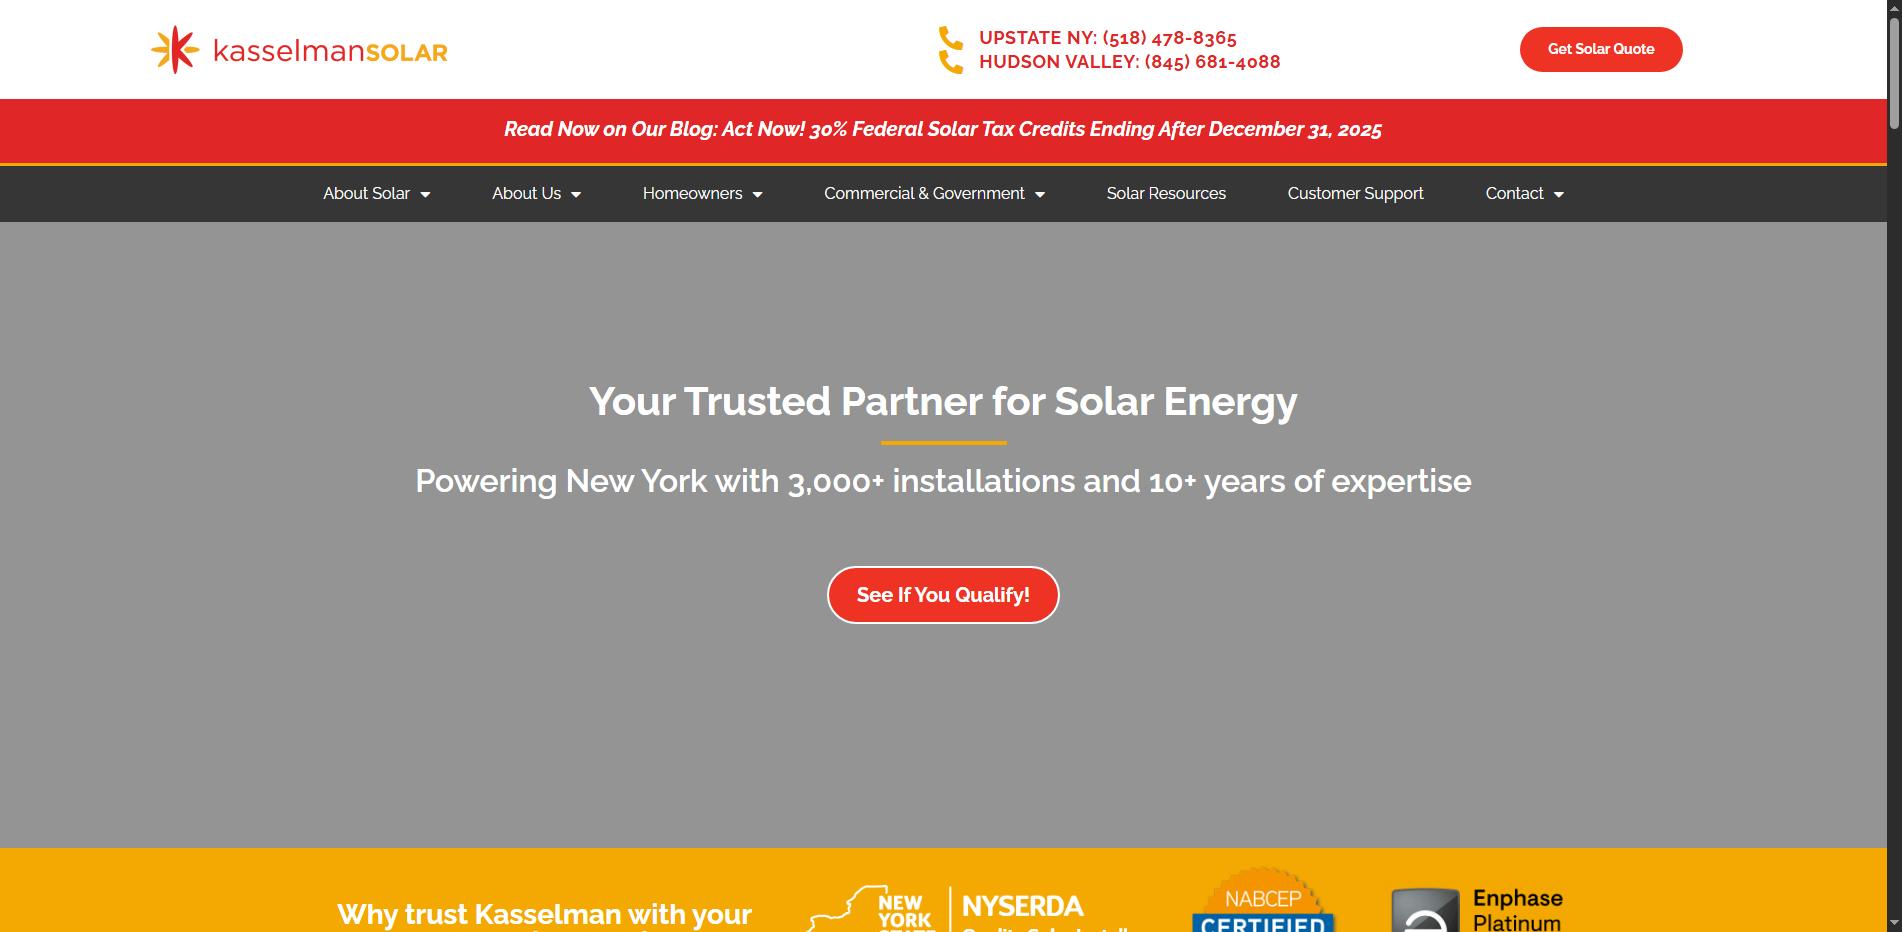 kasselmanSOLAR
UPSTATE NY: (518) 478-8365
HUDSON VALLEY: (845) 681-4088
Get Solar Quote
Read Now on Our Blog: Act Now! 30% Federal Solar Tax Credits Ending After December 31, 2025
About Solar
About Us
Homeowners
Commercial & Government
Solar Resources
Customer Support
Contact
Your Trusted Partner for Solar Energy
Powering New York with 3,000+ installations and 10+ years of expertise
See If You Qualify!
Why trust Kasselman with your
NEW
YORK
NYSERDA
NABCEP
CERTIFIED
Enphase
Platinum